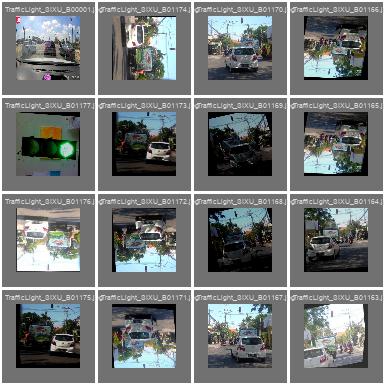 TrafficLight_SIXU_B00001.j
TrafficLight_SIXU_B01174.j
TrafficLight_SIXU_B01170.j
TrafficLight_SIXU_B01166.j
TrafficLight_SIXU_B01177.j
TrafficLight_SIXU_B01173.j
TrafficLight_SIXU_B01169.j
TrafficLight_SIXU_B01165.j
TrafficLight_SIXU_B01176.j
TrafficLight_SIXU_B01172.j
TrafficLight_SIXU_B01168.j
TrafficLight_SIXU_B01164.j
TrafficLight_SIXU_B01175.j
TrafficLight_SIXU_B01171.j
TrafficLight_SIXU_B01167.j
TrafficLight_SIXU_B01163.j